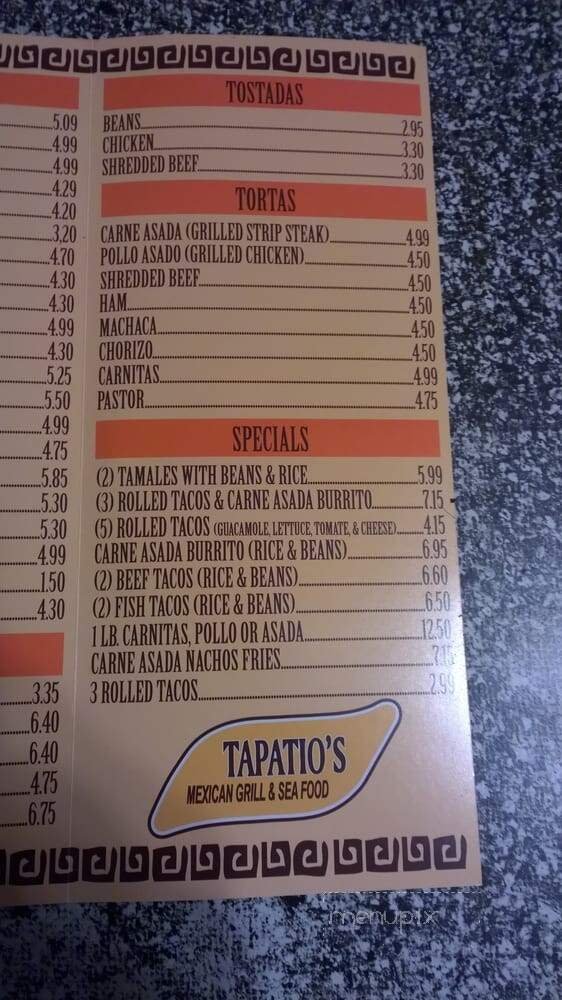 5.09
4.99
4.99
4.29
4.20
3.20
4.70
4.30
4.30
4.99
4.30
5.25
5.50
4.99
4.75
5.85
5.30
5.30
4.99
1.50
4.30
3.35
6.40
6.40
4.75
6.75
TOSTADAS
BEANS 2.95
CHICKEN 3.30
SHREDDED BEEF 3.30
TORTAS
CARNE ASADA (GRILLED STRIP STEAK) 4.99
POLLO ASADO (GRILLED CHICKEN) 4.50
SHREDDED BEEF 4.50
HAM 4.50
MACHACA 4.50
CHORIZO 4.50
CARNITAS 4.99
PASTOR 4.75
SPECIALS
(2) TAMALES WITH BEANS & RICE 5.99
(3) ROLLED TACOS & CARNE ASADA BURRITO 7.15
(5) ROLLED TACOS (GUACAMOLE, LETTUCE, TOMATE, & CHEESE) 4.15
CARNE ASADA BURRITO (RICE & BEANS) 6.95
(2) BEEF TACOS (RICE & BEANS) 6.60
(2) FISH TACOS (RICE & BEANS) 6.50
1 LB. CARNITAS, POLLO OR ASADA 12.50
CARNE ASADA NACHOS FRIES 7.15
3 ROLLED TACOS 2.99
TAPATIO'S
MEXICAN GRILL & SEA FOOD
menupix